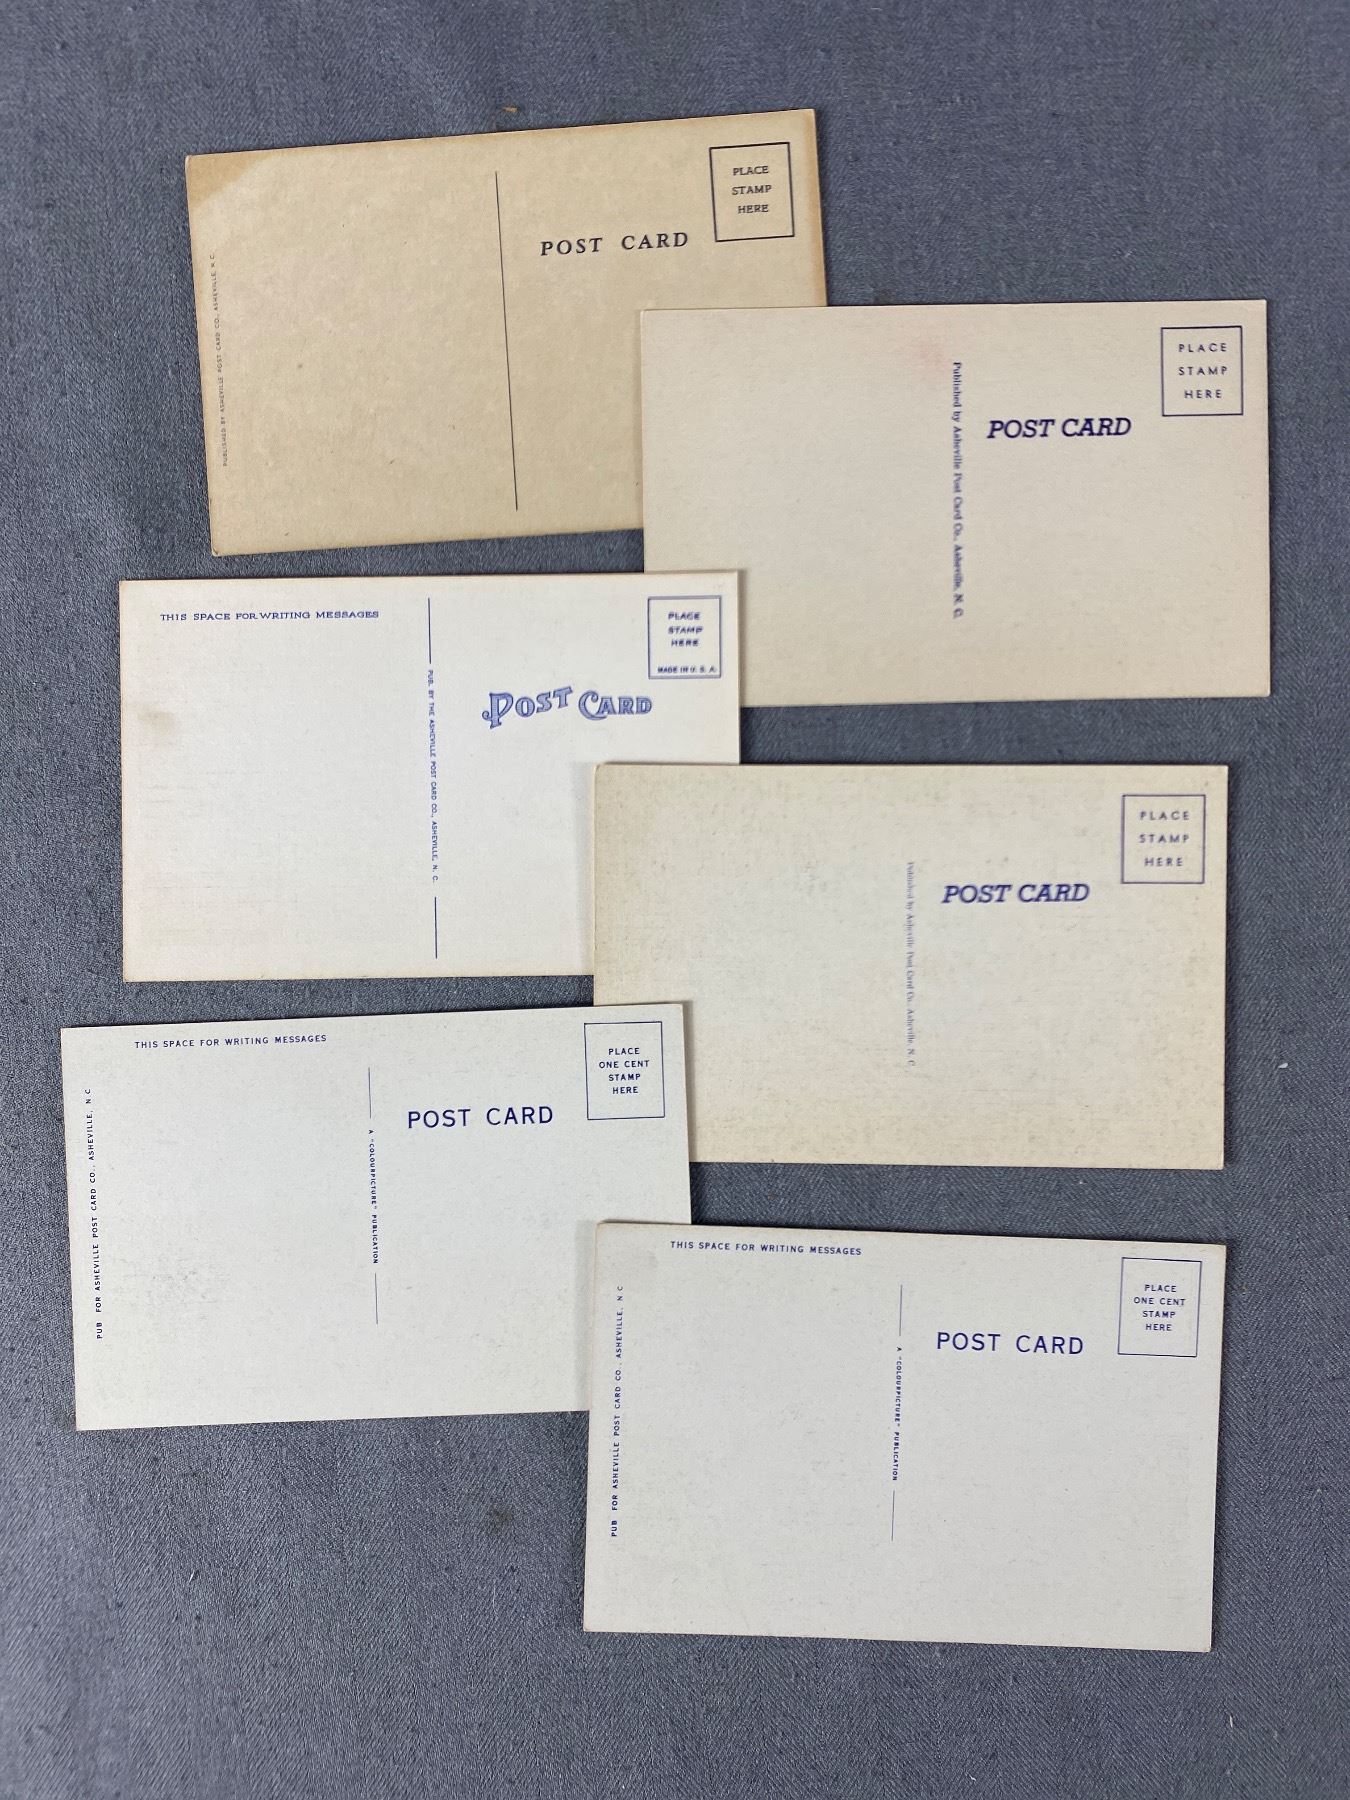 PLACE
STAMP
HERE
POST CARD
PUBLISHED BY ASHEVILLE POST CARD CO., ASHEVILLE, N.C.
PLACE
STAMP
HERE
POST CARD
Published by Asheville Post Card Co., Asheville, N. C.
THIS SPACE FOR WRITING MESSAGES
PLACE
STAMP
HERE
MADE IN U. S. A.
POST CARD
PUB. BY THE ASHEVILLE POST CARD CO., ASHEVILLE, N. C.
PLACE
STAMP
HERE
POST CARD
Published by Asheville Post Card Co., Asheville, N. C.
THIS SPACE FOR WRITING MESSAGES
PLACE
ONE CENT
STAMP
HERE
POST CARD
PUB FOR ASHEVILLE POST CARD CO., ASHEVILLE, N C
A "COLOURPICTURE" PUBLICATION
THIS SPACE FOR WRITING MESSAGES
PLACE
ONE CENT
STAMP
HERE
POST CARD
PUB FOR ASHEVILLE POST CARD CO., ASHEVILLE, N C
A "COLOURPICTURE" PUBLICATION